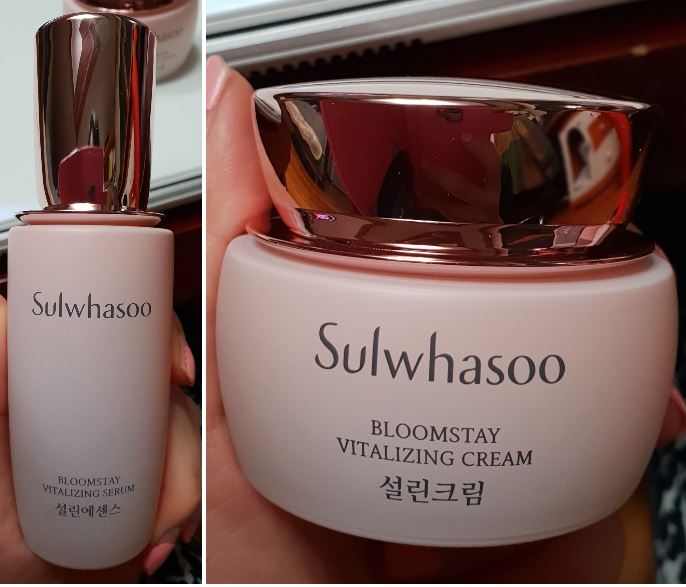 Sulwhasoo
BLOOMSTAY
VITALIZING SERUM
설린에센스
Sulwhasoo
BLOOMSTAY
VITALIZING CREAM
설린크림